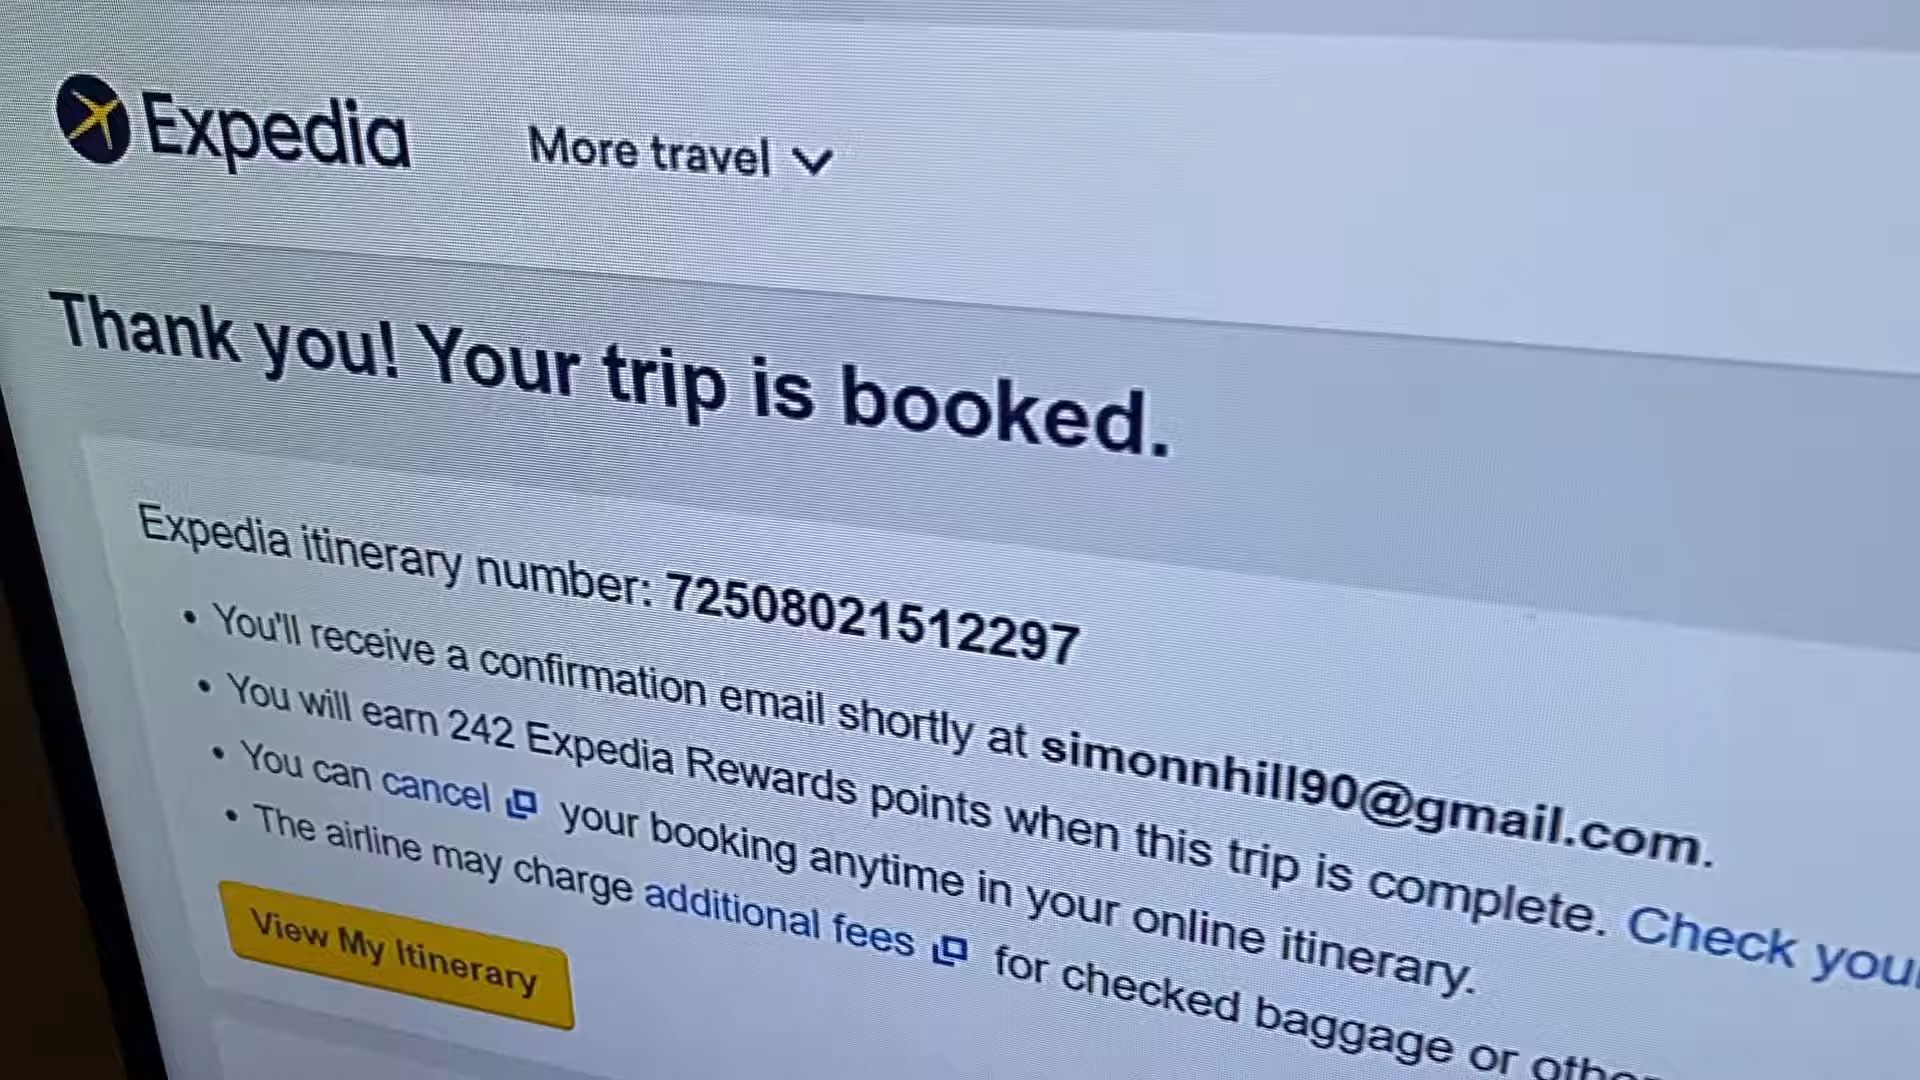 Expedia More travel
Thank you! Your trip is booked.
Expedia itinerary number: 72508021512297
• You'll receive a confirmation email shortly at simonnhill90@gmail.com.
• You will earn 242 Expedia Rewards points when this trip is complete. Check your
• You can cancel your booking anytime in your online itinerary.
• The airline may charge additional fees for checked baggage or other
View My Itinerary